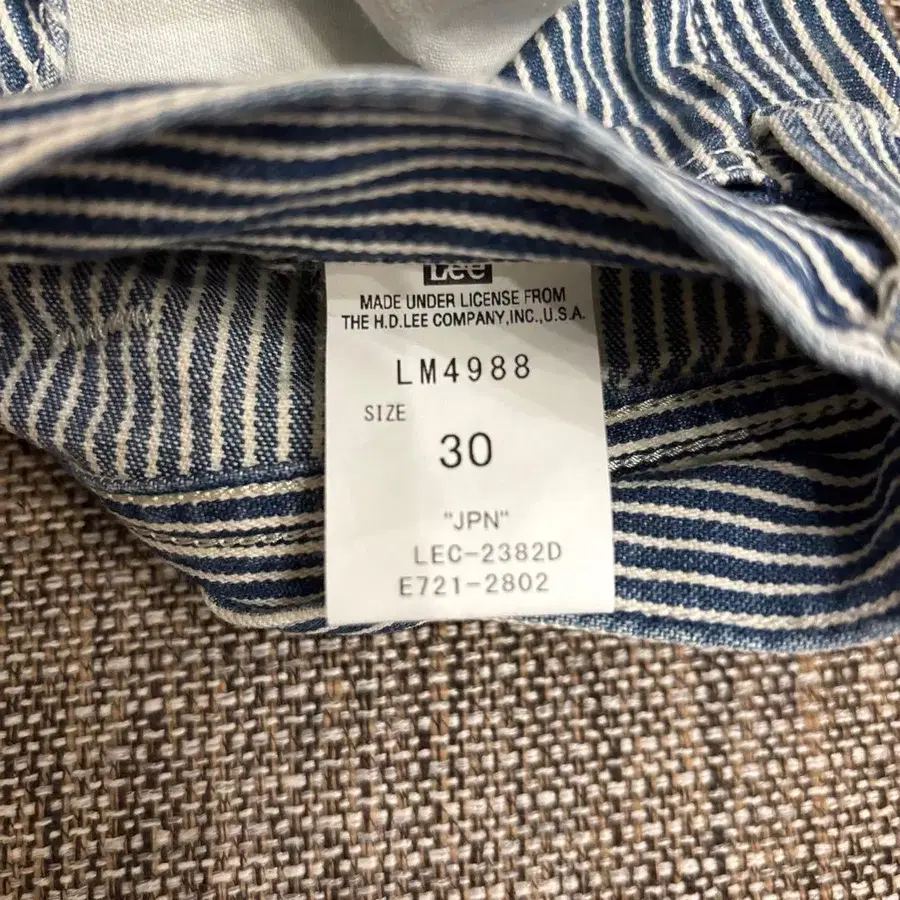 Lee
MADE UNDER LICENSE FROM
THE H.D.LEE COMPANY,INC.,U.S.A.
LM4988
SIZE
30
"JPN"
LEC-2382D
E721-2802